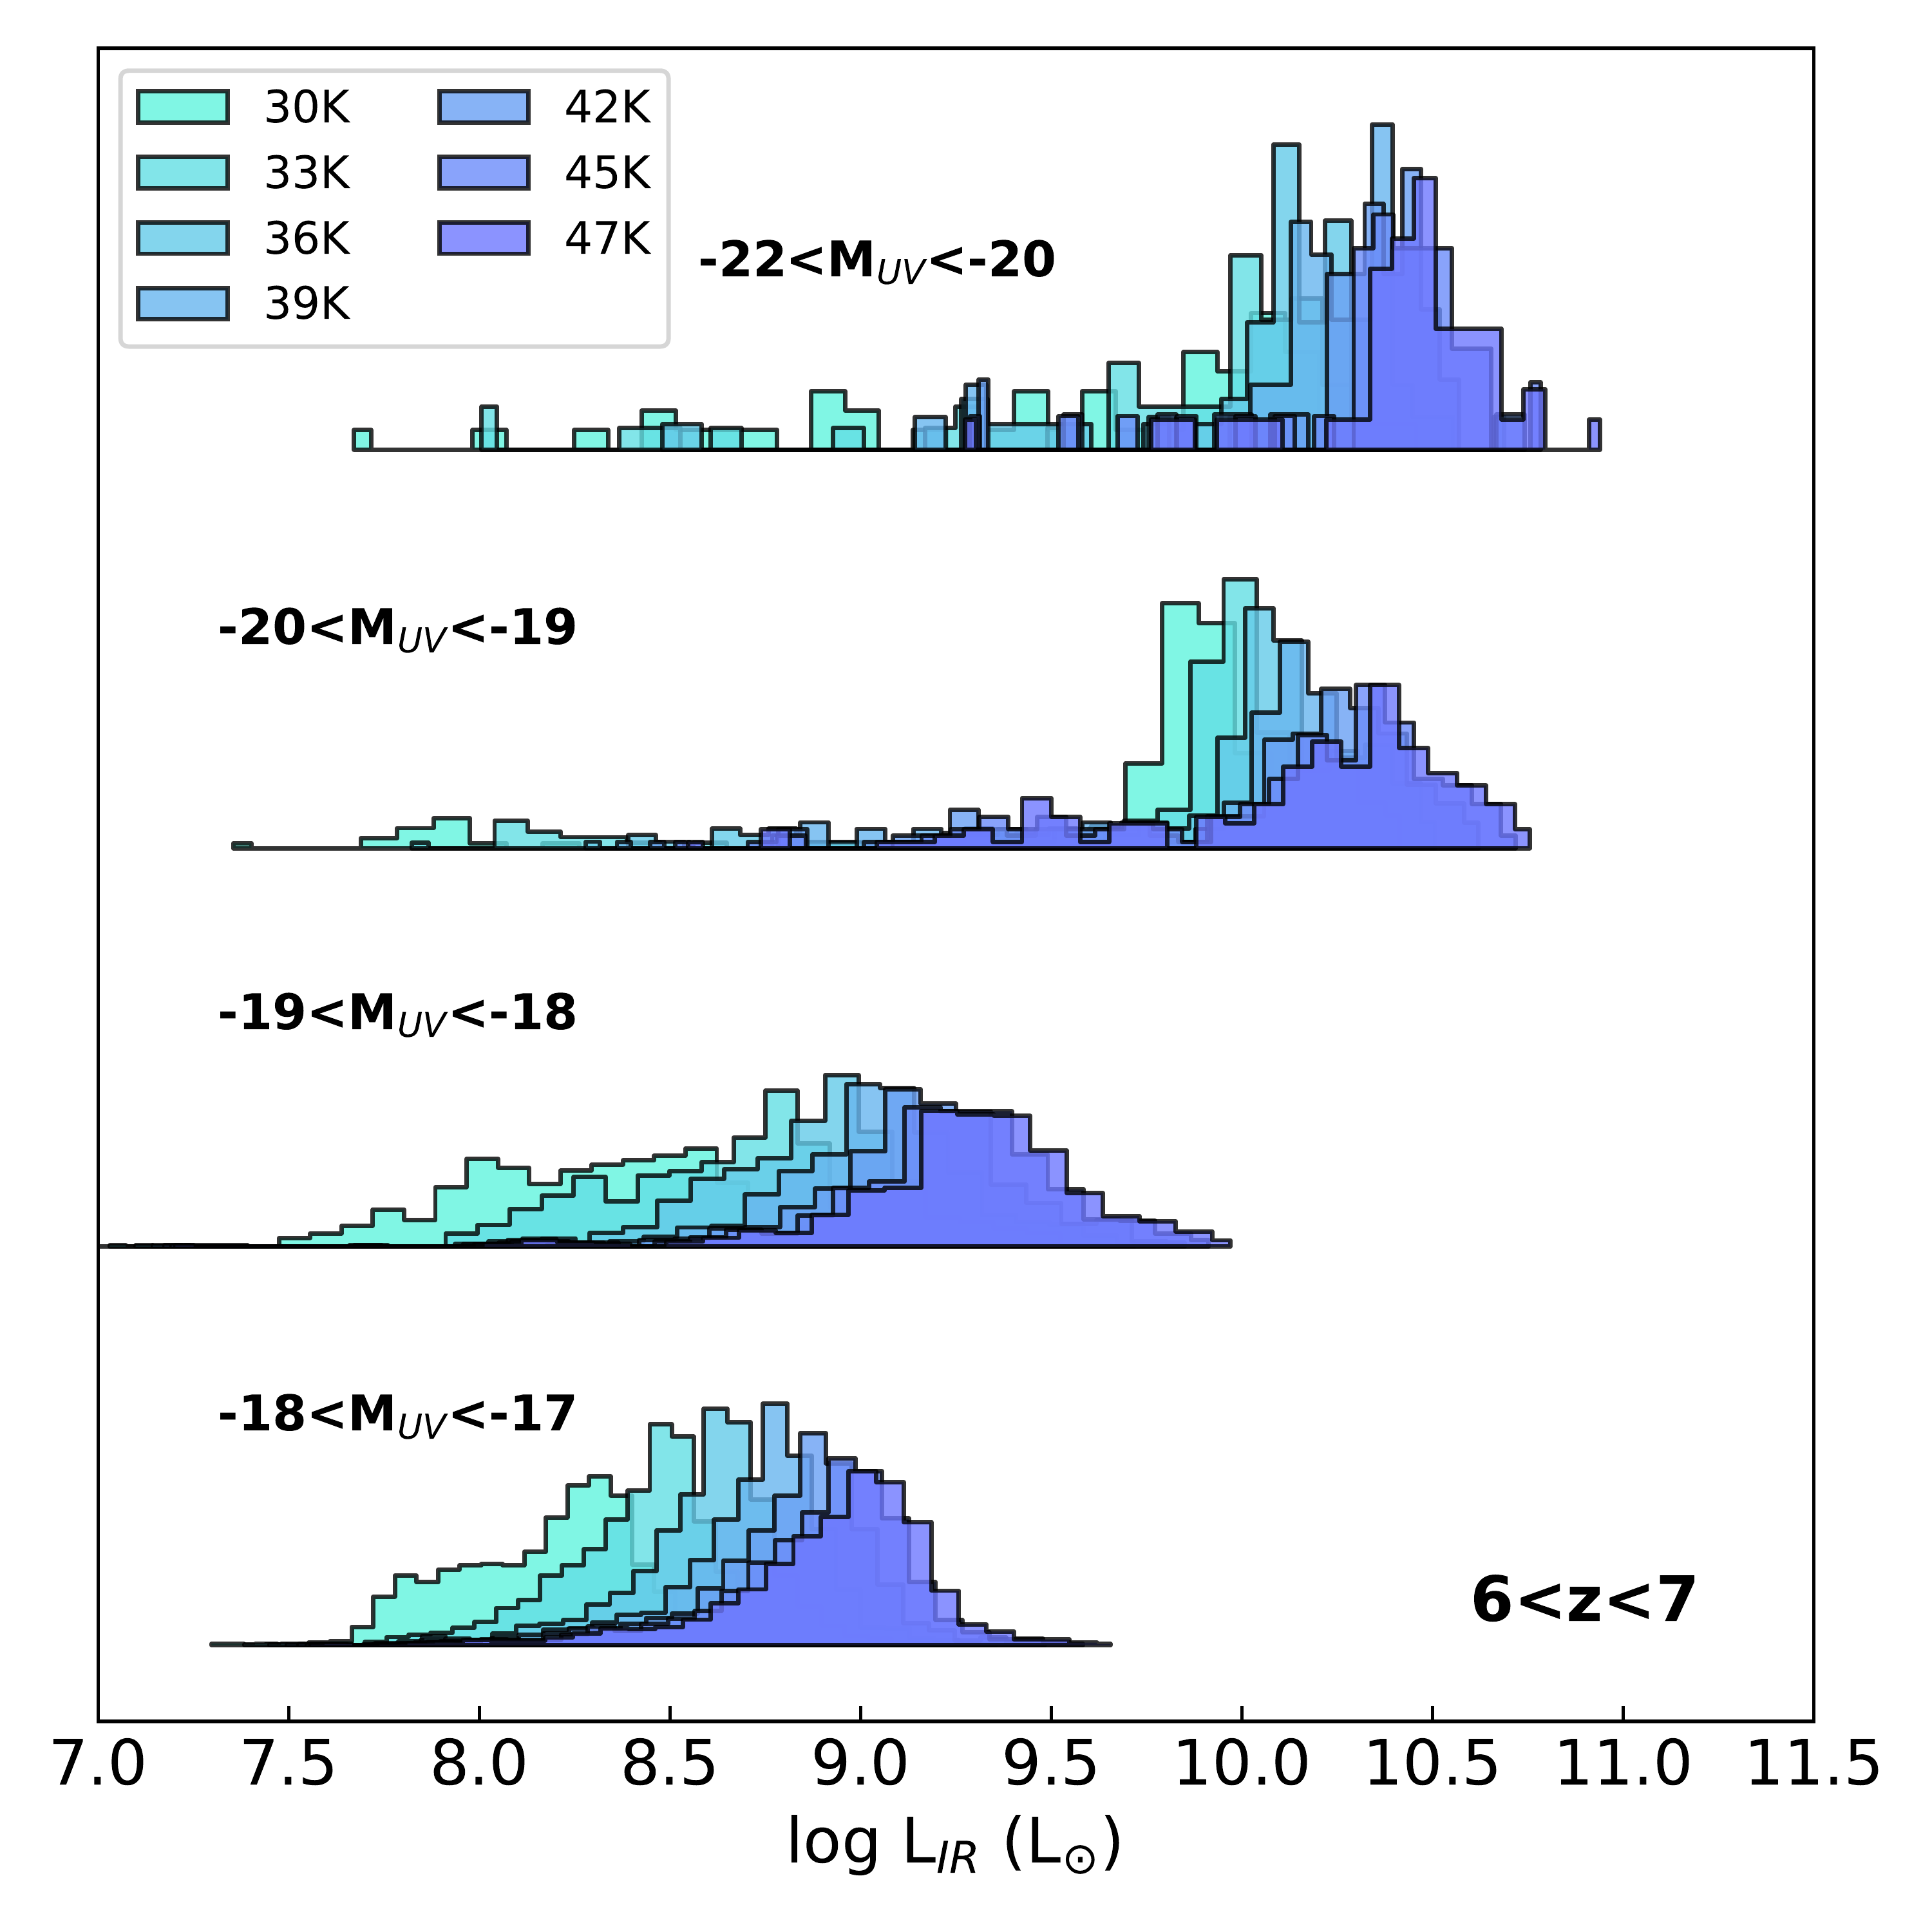 30K 42K
33K 45K
36K 47K
39K
-22<M_UV<-20
-20<M_UV<-19
-19<M_UV<-18
-18<M_UV<-17
6<z<7
7.0 7.5 8.0 8.5 9.0 9.5 10.0 10.5 11.0 11.5
log L_IR (L_⊙)